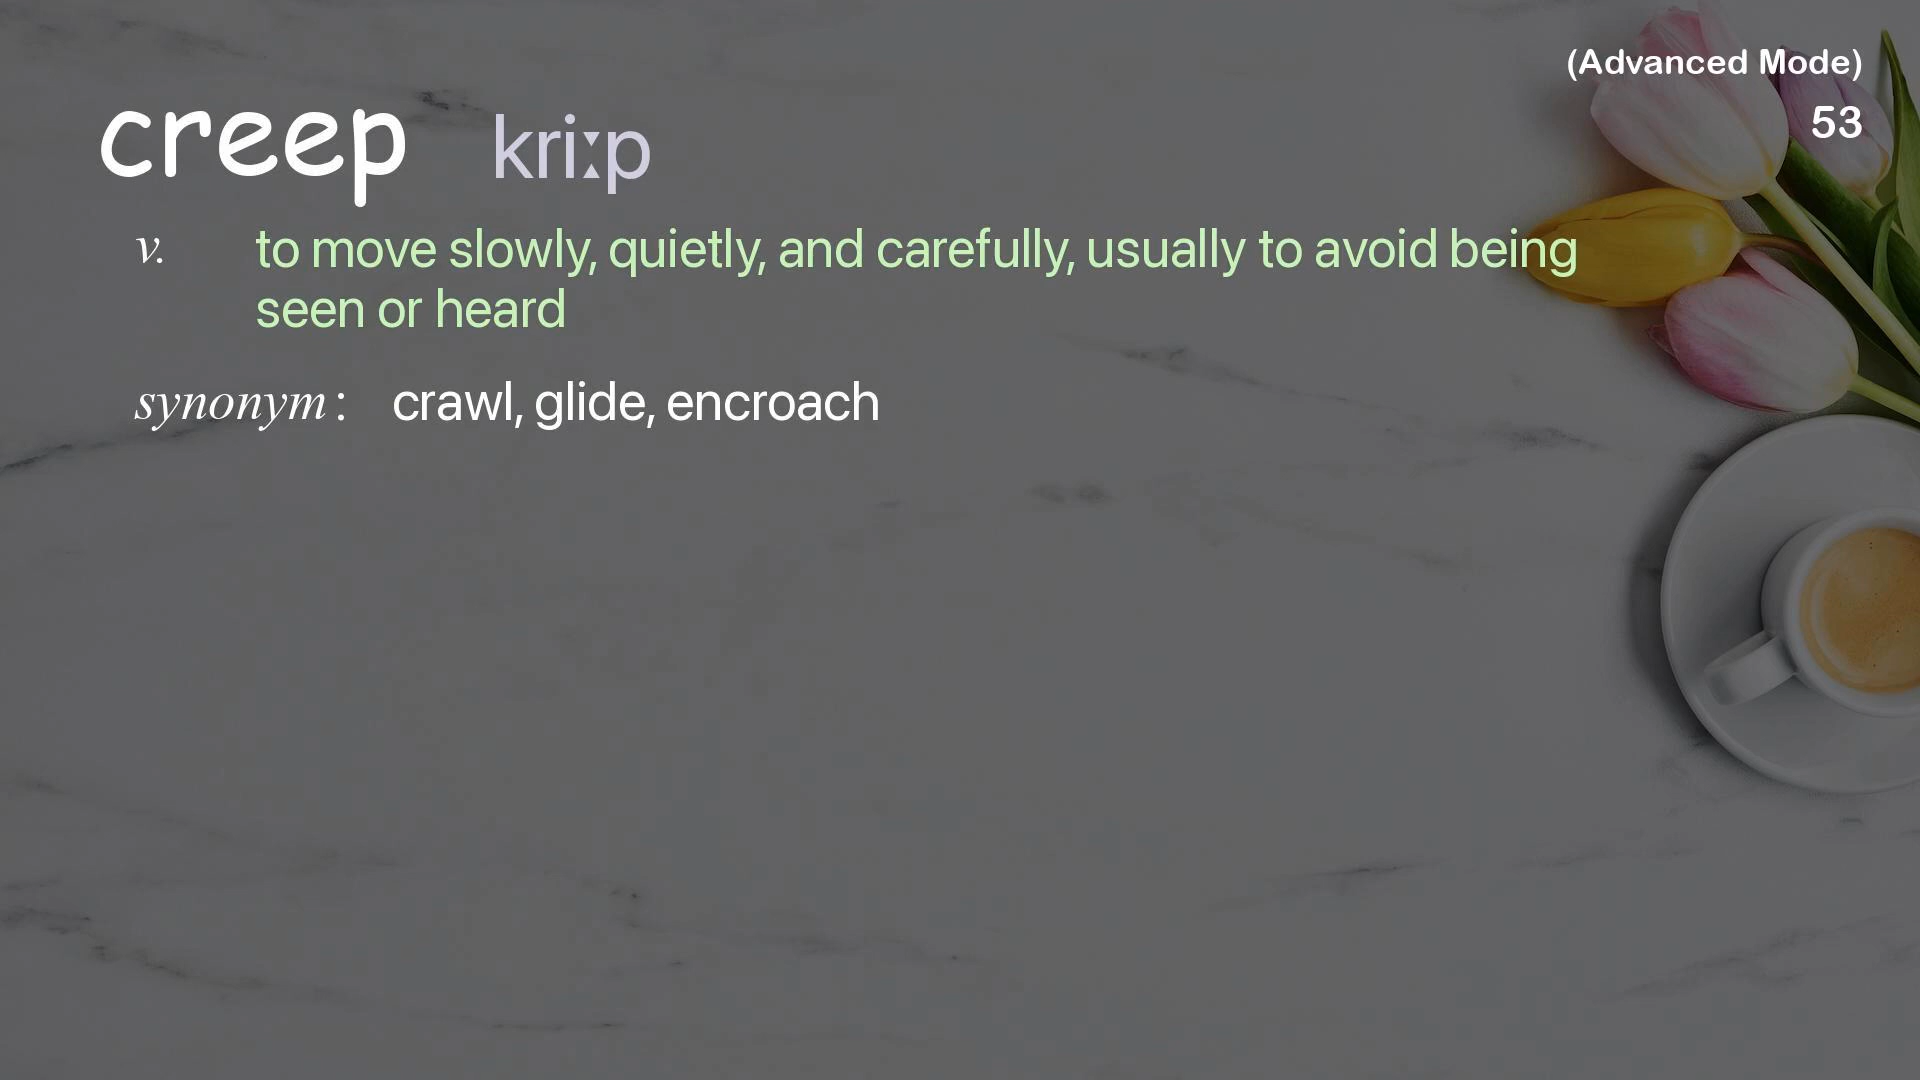 (Advanced Mode)
53
creep kriːp
v. to move slowly, quietly, and carefully, usually to avoid being
seen or heard
synonym : crawl, glide, encroach